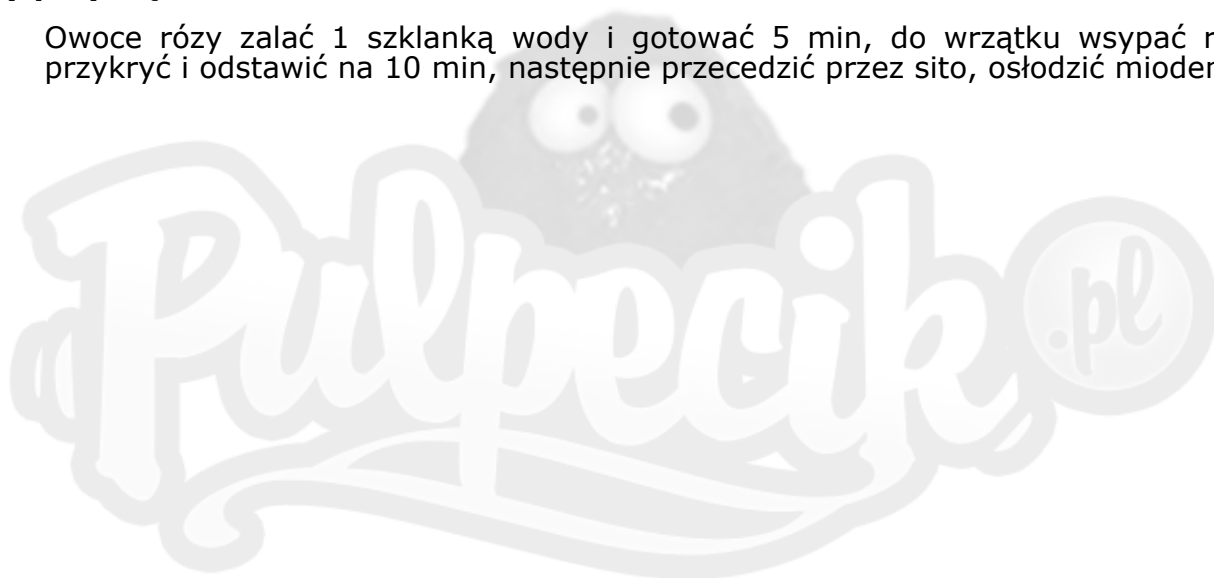 Owoce rózy zalać 1 szklanką wody i gotować 5 min, do wrzątku wsypać
przykryć i odstawić na 10 min, następnie przecedzić przez sito, osłodzić
Pulpecik .pl